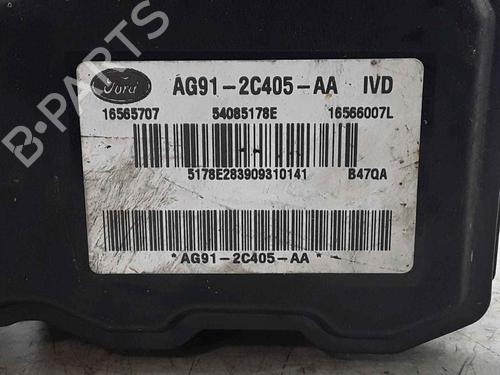 B-PARTS
Ford AG91-2C405-AA IVD
16565707 54085178E 16566007L
5178E283909310141 B47QA
*AG91-2C405-AA*